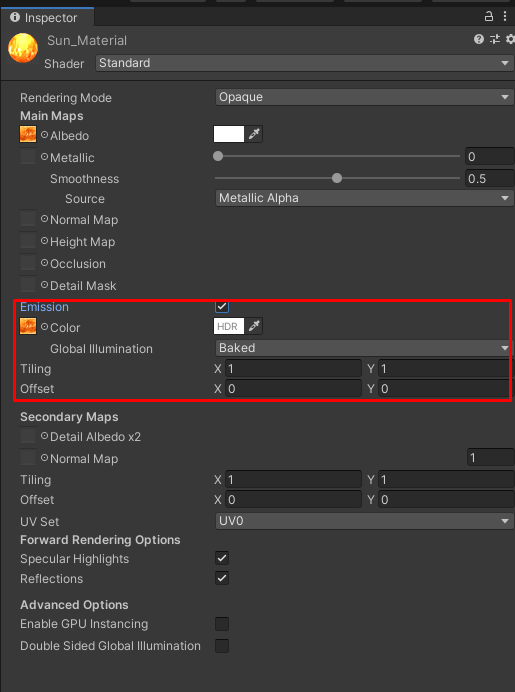 Inspector
Sun_Material
Shader Standard
Rendering Mode Opaque
Main Maps
Albedo
Metallic 0
Smoothness 0.5
Source Metallic Alpha
Normal Map
Height Map
Occlusion
Detail Mask
Emission
Color HDR
Global Illumination Baked
Tiling X 1 Y 1
Offset X 0 Y 0
Secondary Maps
Detail Albedo x2
Normal Map 1
Tiling X 1 Y 1
Offset X 0 Y 0
UV Set UV0
Forward Rendering Options
Specular Highlights
Reflections
Advanced Options
Enable GPU Instancing
Double Sided Global Illumination